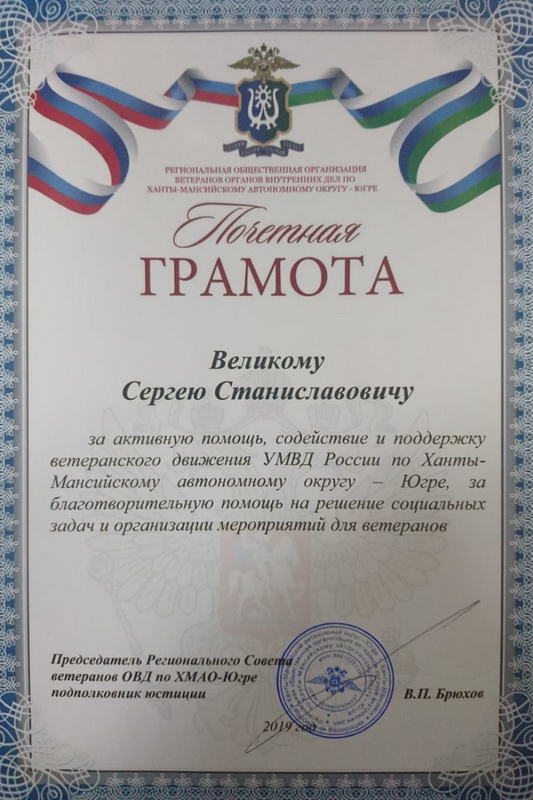 РЕГИОНАЛЬНАЯ ОБЩЕСТВЕННАЯ ОРГАНИЗАЦИЯ
ВЕТЕРАНОВ ОРГАНОВ ВНУТРЕННИХ ДЕЛ ПО
ХАНТЫ-МАНСИЙСКОМУ АВТОНОМНОМУ ОКРУГУ - ЮГРЕ
Почетная
ГРАМОТА
Великому
Сергею Станиславовичу
за активную помощь, содействие и поддержку
ветеранского движения УМВД России по Ханты-
Мансийскому автономному округу – Югре, за
благотворительную помощь на решение социальных
задач и организации мероприятий для ветеранов
Председатель Регионального Совета
ветеранов ОВД по ХМАО-Югре
подполковник юстиции
В.П. Брюхов
2019 год